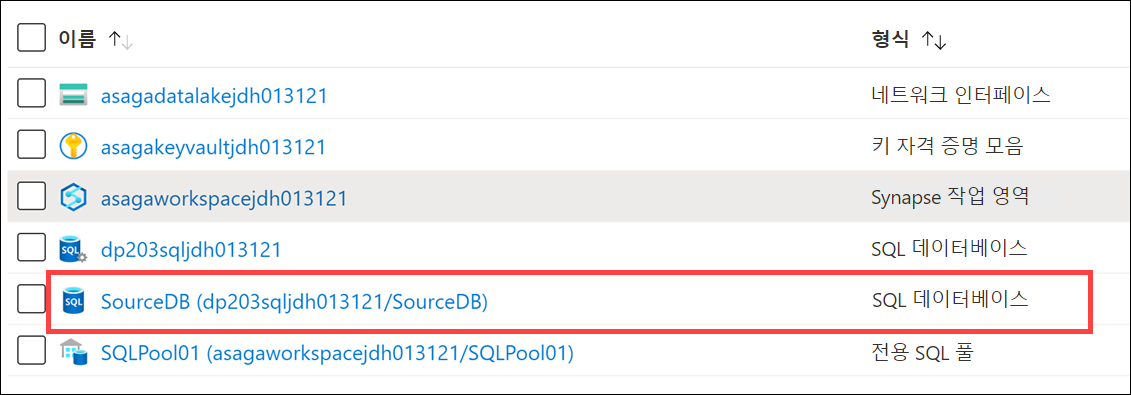 이름 ↑↓ 형식 ↑↓
asagadatalakejdh013121 네트워크 인터페이스
asagakeyvaultjdh013121 키 자격 증명 모음
asagaworkspacejdh013121 Synapse 작업 영역
SQL dp203sqljdh013121 SQL 데이터베이스
SQL SourceDB (dp203sqljdh013121/SourceDB) SQL 데이터베이스
SQLPool01 (asagaworkspacejdh013121/SQLPool01) 전용 SQL 풀